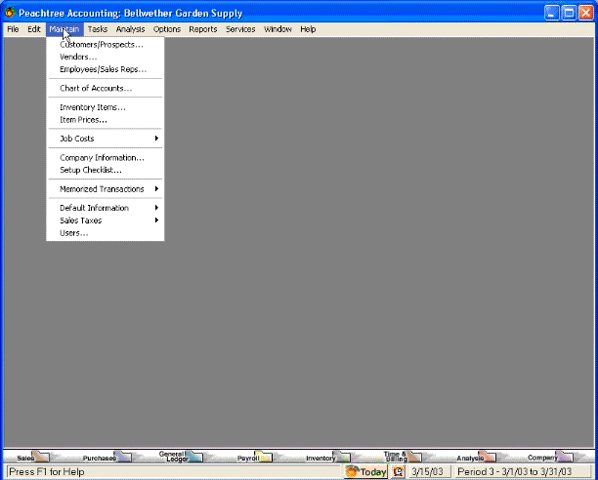 Peachtree Accounting: Bellwether Garden Supply
File Edit Maintain Tasks Analysis Options Reports Services Window Help
Customers/Prospects...
Vendors...
Employees/Sales Reps...
Chart of Accounts...
Inventory Items...
Item Prices...
Job Costs
Company Information...
Setup Checklist...
Memorized Transactions
Default Information
Sales Taxes
Users...
Sales Purchases General Ledger Payroll Inventory Time & Billing Analysis Company
Press F1 for Help Today 3/15/03 Period 3 - 3/1/03 to 3/31/03